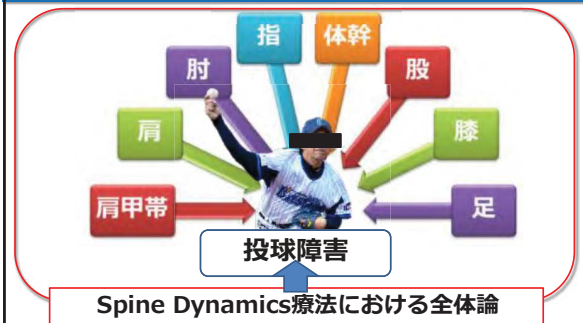 指
体幹
肘
股
肩
膝
肩甲帯
足
投球障害
Spine Dynamics療法における全体論